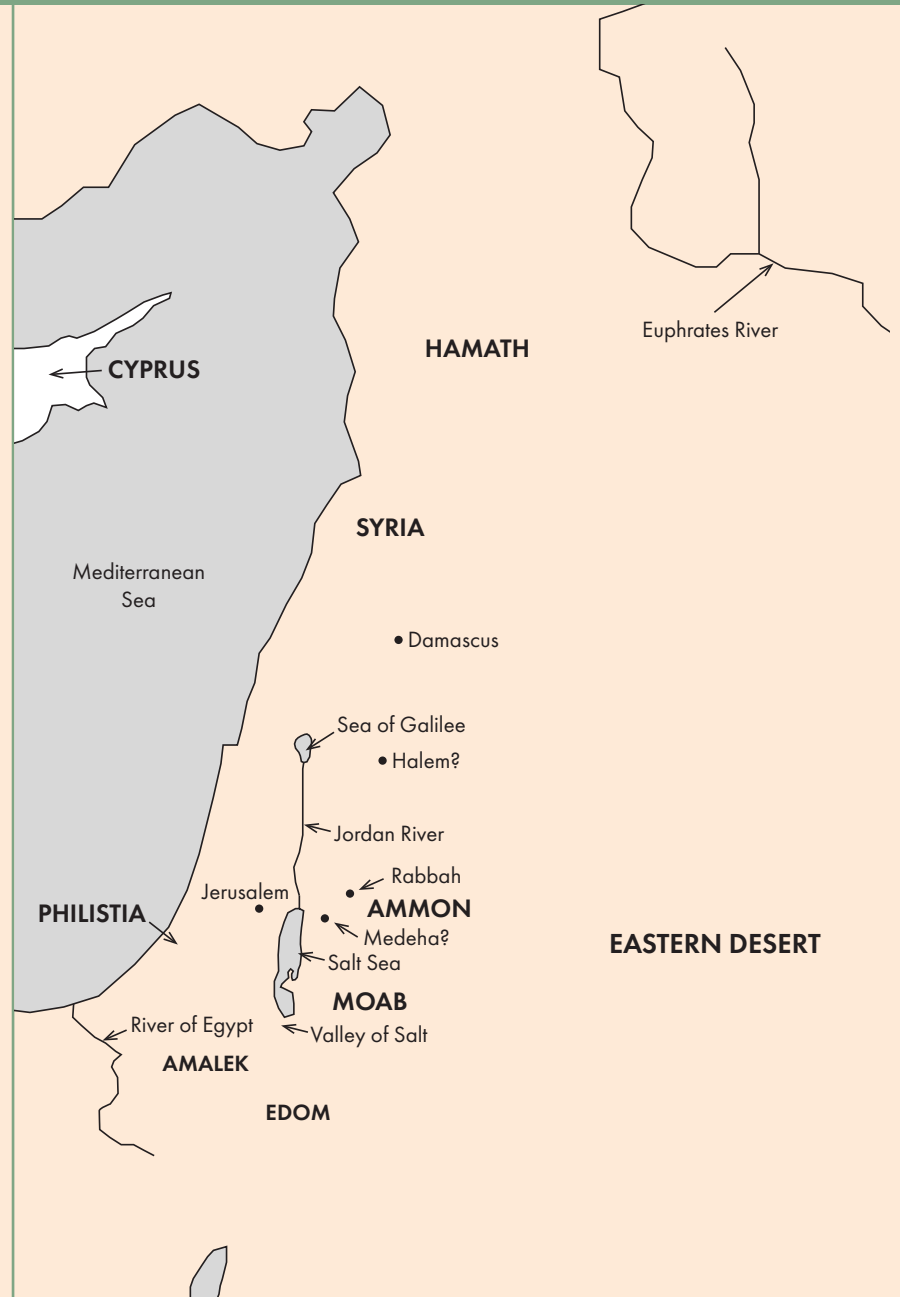 Euphrates River
HAMATH
CYPRUS
SYRIA
Mediterranean
Sea
Damascus
Sea of Galilee
Halem?
Jordan River
Rabbah
Jerusalem
AMMON
PHILISTIA
Medeha?
EASTERN DESERT
Salt Sea
MOAB
River of Egypt
Valley of Salt
AMALEK
EDOM